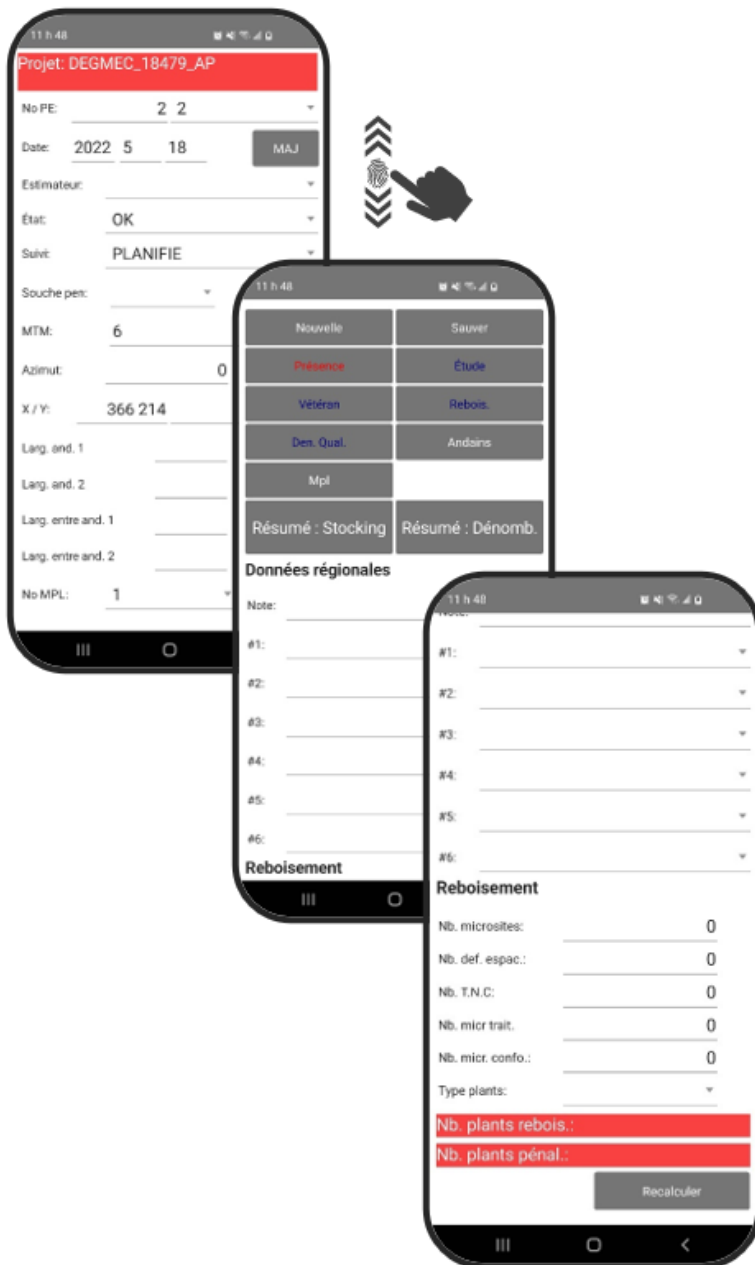 11 h 48
Projet: DEGMEC_18479_AP
No PE: 2 2
Date: 2022 5 18 MAJ
Estimateur:
État: OK
Suivi: PLANIFIE
Souche pen:
MTM: 6
Azimut: 0
X / Y: 366 214
Larg. and. 1
Larg. and. 2
Larg. entre and. 1
Larg. entre and. 2
No MPL: 1
11 h 48
Nouvelle Sauver
Présence Étude
Vétéran Rebois.
Den. Qual. Andains
Mpl
Résumé : Stocking Résumé : Dénomb.
Données régionales
Note:
#1:
#2:
#3:
#4:
#5:
#6:
Reboisement
11 h 48
Note:
#1:
#2:
#3:
#4:
#5:
#6:
Reboisement
Nb. microsites: 0
Nb. def. espac.: 0
Nb. T.N.C: 0
Nb. micr trait. 0
Nb. micr. confo.: 0
Type plants:
Nb. plants rebois.:
Nb. plants pénal.:
Recalculer